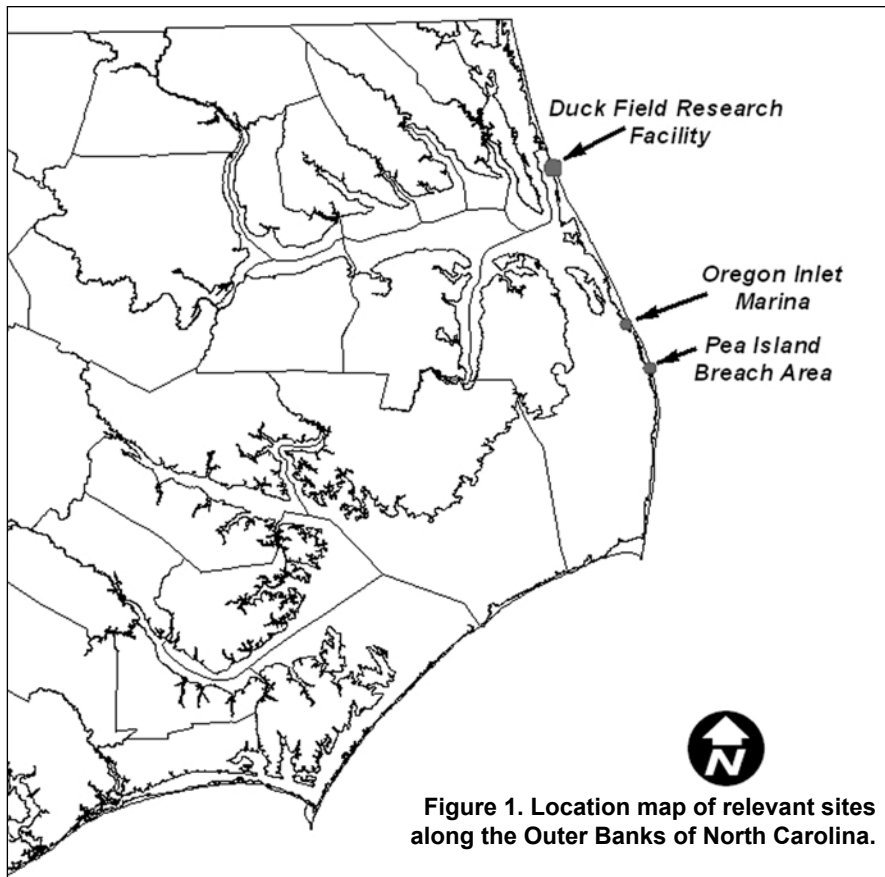 Duck Field Research
Facility
Oregon Inlet
Marina
Pea Island
Breach Area
N
Figure 1. Location map of relevant sites
along the Outer Banks of North Carolina.